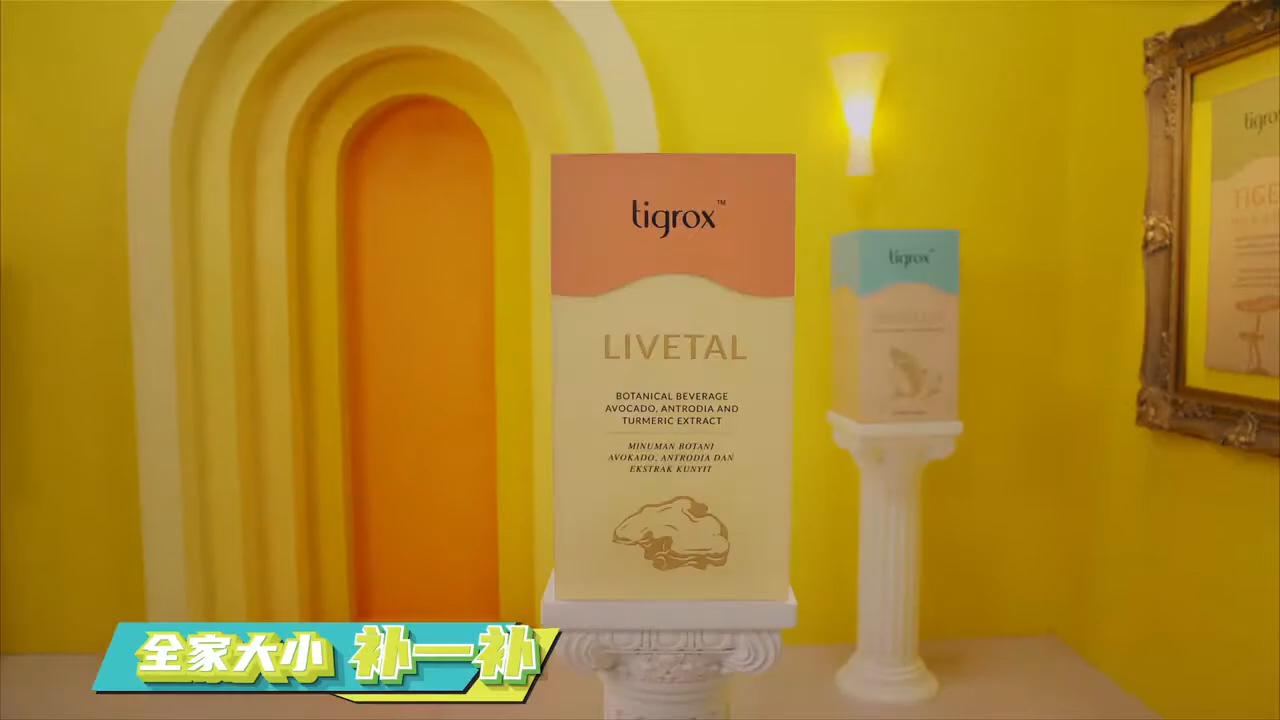 tigrox™
LIVETAL
BOTANICAL BEVERAGE
AVOCADO, ANTRODIA AND
TURMERIC EXTRACT
MINUMAN BOTANI
AVOKADO, ANTRODIA DAN
EKSTRAK KUNYIT
tigrox
全家大小 补一补